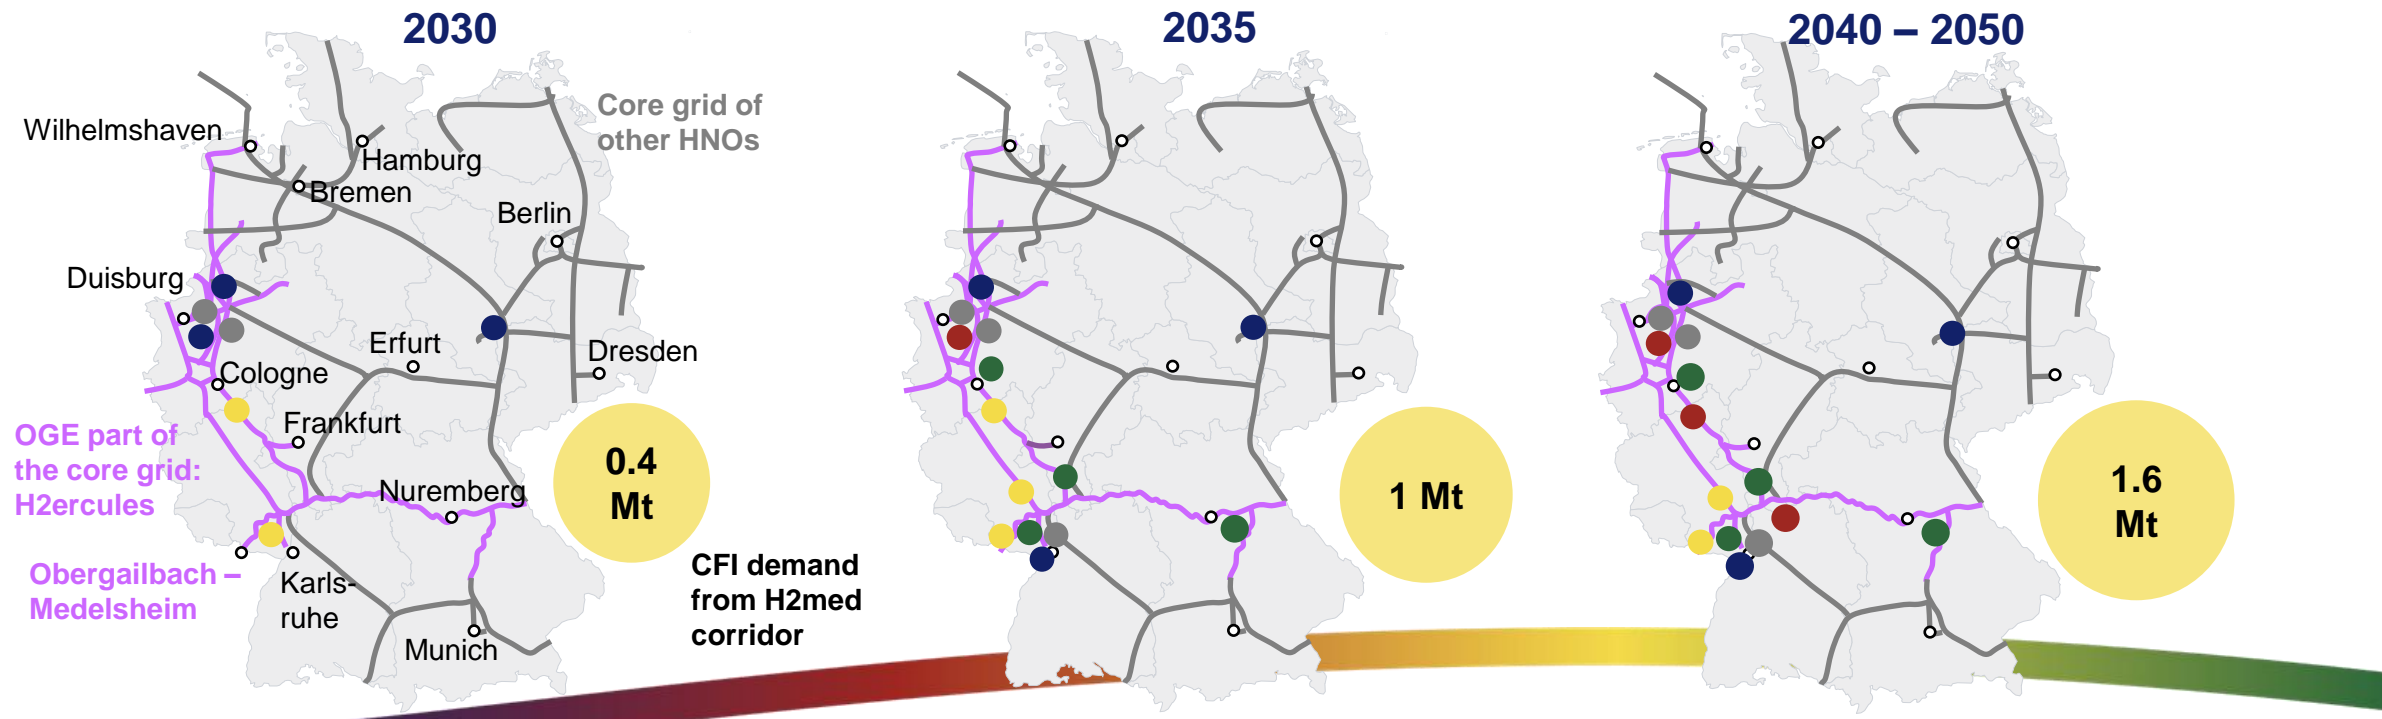 2030
2035
2040 – 2050
Core grid of
other HNOs
Wilhelmshaven
Hamburg
Bremen
Berlin
Duisburg
Erfurt
Dresden
Cologne
Frankfurt
OGE part of
the core grid:
H2ercules
0.4
Mt
1 Mt
1.6
Mt
Nuremberg
Obergailbach –
Medelsheim
Karls-
ruhe
CFI demand
from H2med
corridor
Munich